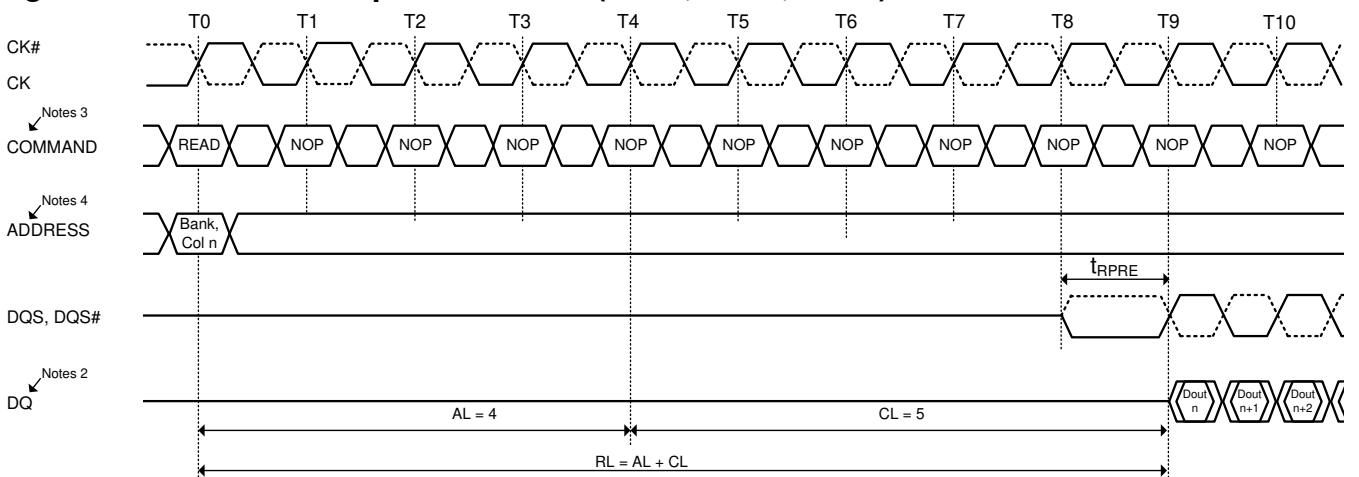 T0 T1 T2 T3 T4 T5 T6 T7 T8 T9 T10
CK#
CK
Notes 3
COMMAND READ NOP NOP NOP NOP NOP NOP NOP NOP NOP NOP
Notes 4
ADDRESS Bank,
Col n
tRPRE
DQS, DQS#
Notes 2
DQ Dout
n Dout
n+1 Dout
n+2
AL = 4 CL = 5
RL = AL + CL